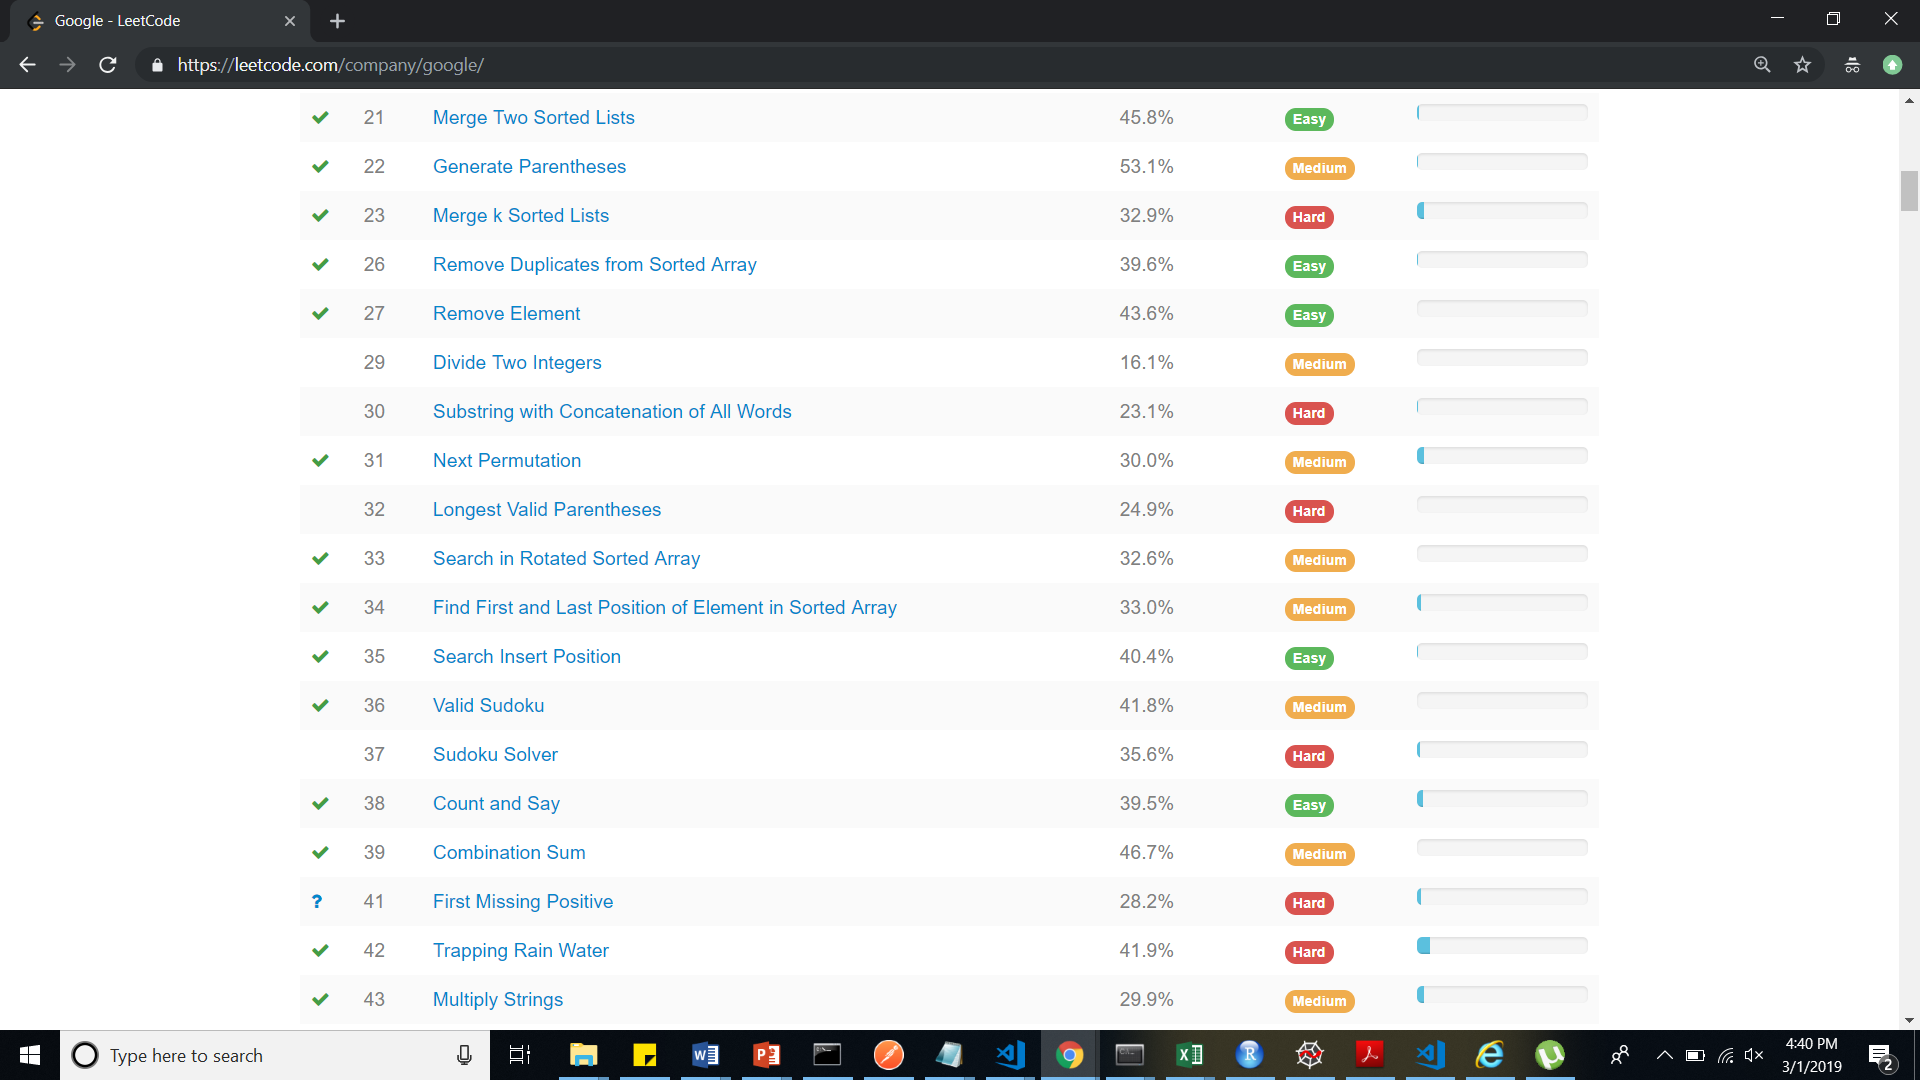 Google - LeetCode
https://leetcode.com/company/google/
21 Merge Two Sorted Lists 45.8% Easy
22 Generate Parentheses 53.1% Medium
23 Merge k Sorted Lists 32.9% Hard
26 Remove Duplicates from Sorted Array 39.6% Easy
27 Remove Element 43.6% Easy
29 Divide Two Integers 16.1% Medium
30 Substring with Concatenation of All Words 23.1% Hard
31 Next Permutation 30.0% Medium
32 Longest Valid Parentheses 24.9% Hard
33 Search in Rotated Sorted Array 32.6% Medium
34 Find First and Last Position of Element in Sorted Array 33.0% Medium
35 Search Insert Position 40.4% Easy
36 Valid Sudoku 41.8% Medium
37 Sudoku Solver 35.6% Hard
38 Count and Say 39.5% Easy
39 Combination Sum 46.7% Medium
? 41 First Missing Positive 28.2% Hard
42 Trapping Rain Water 41.9% Hard
43 Multiply Strings 29.9% Medium
Type here to search
4:40 PM
3/1/2019
2